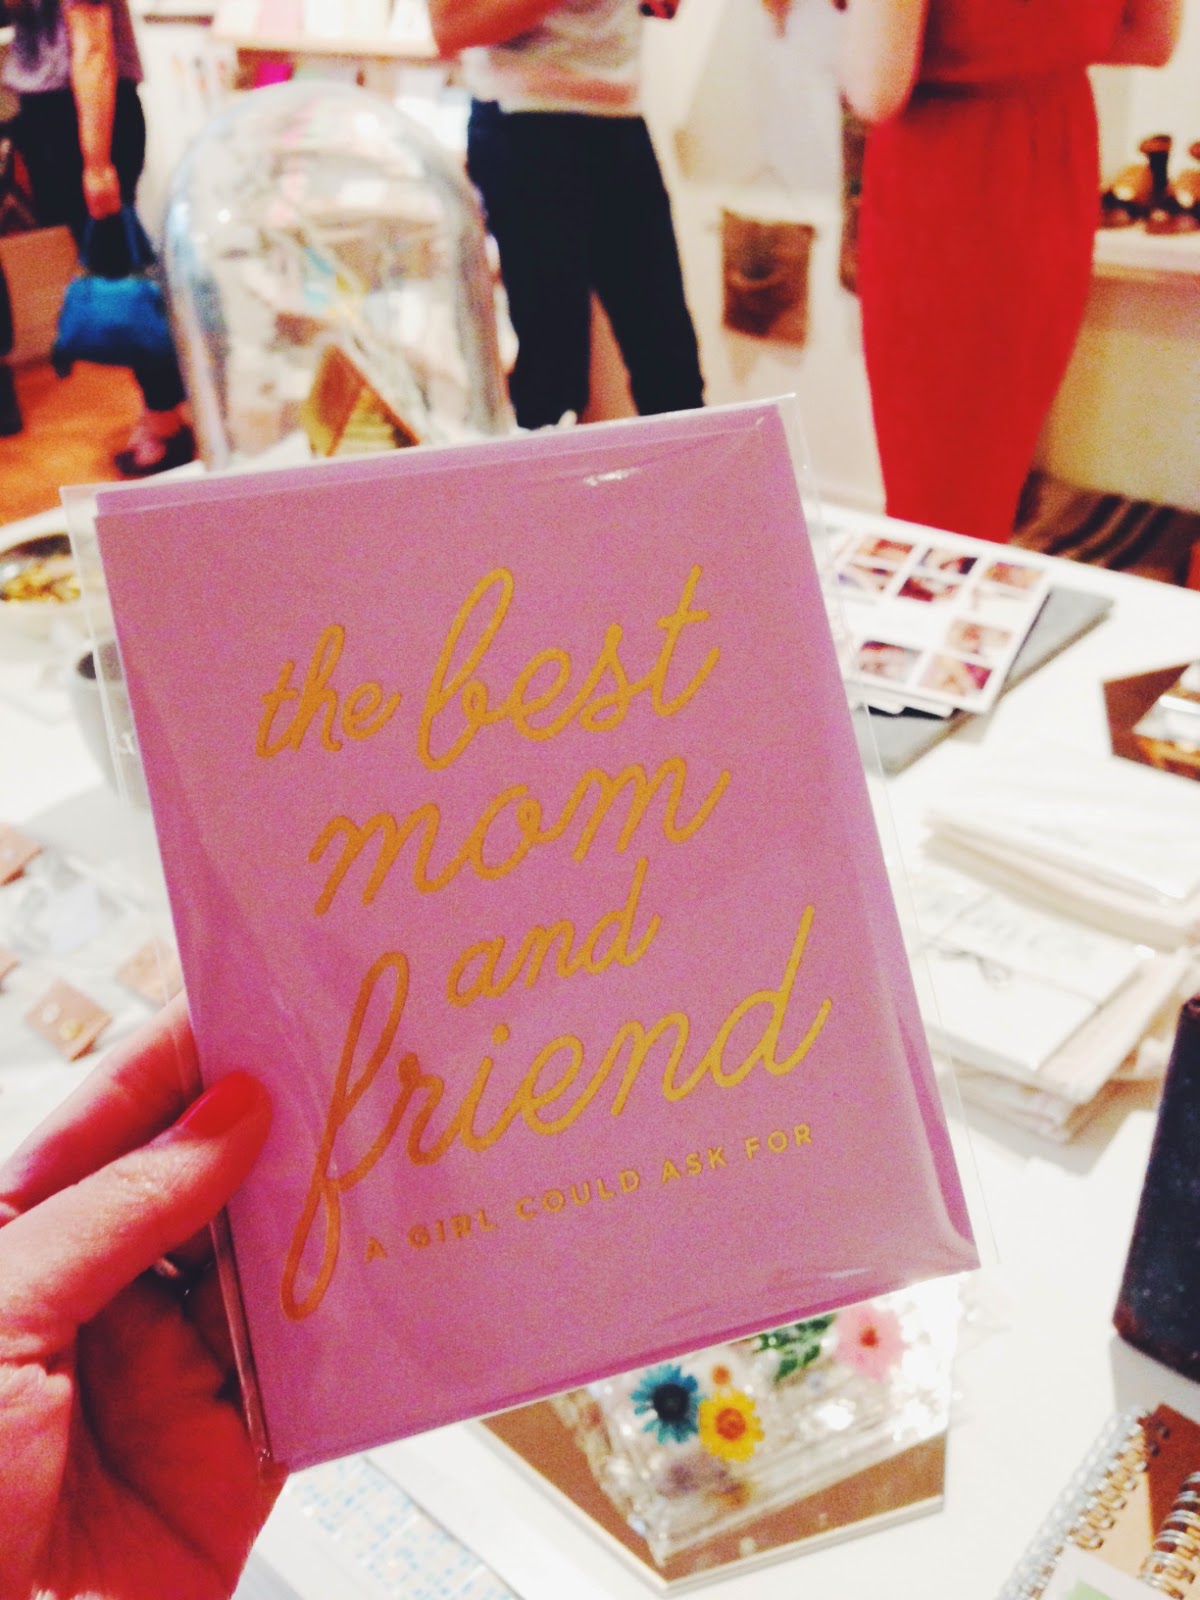 the best
mom
and
friend
A GIRL COULD ASK FOR